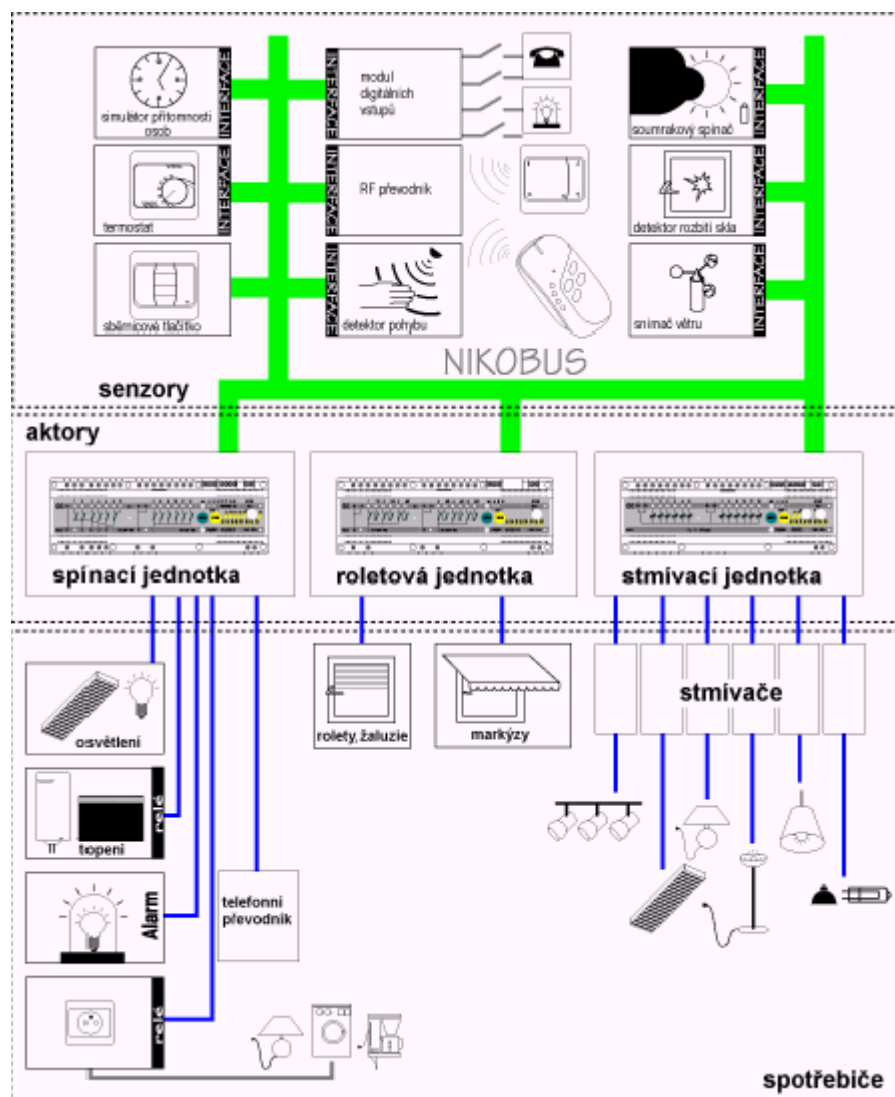 simulátor přítomnosti
osob
INTERFACE
INTERFACE
modul
digitálních
vstupů
soumrakový spínač
INTERFACE
termostat
INTERFACE
INTERFACE
RF převodník
detektor rozbití skla
INTERFACE
sběrnicové tlačítko
INTERFACE
detektor pohybu
snímač větru
INTERFACE
NIKOBUS
senzory
aktory
spínací jednotka
roletová jednotka
stmívací jednotka
osvětlení
rolety, žaluzie
markýzy
stmívače
topení
relé
Alarm
telefonní
převodník
relé
spotřebiče